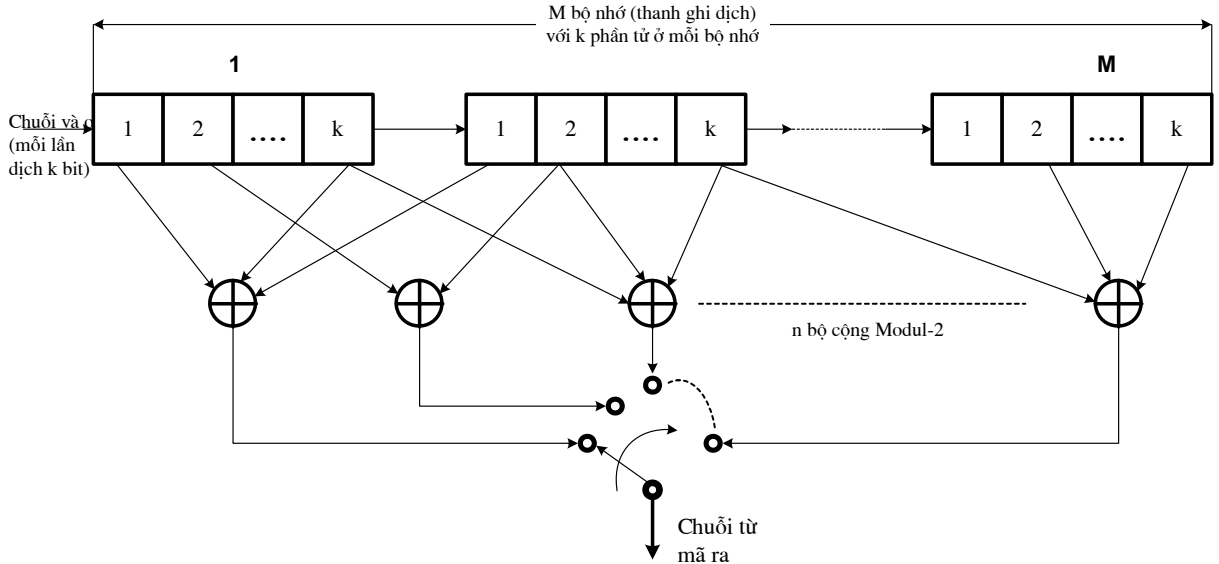 M bộ nhớ (thanh ghi dịch)
với k phần tử ở mỗi bộ nhớ
1
M
Chuỗi và
(mỗi lần
dịch k bit)
1 2 .... k
1 2 .... k
1 2 .... k
n bộ cộng Modul-2
Chuỗi từ
mã ra